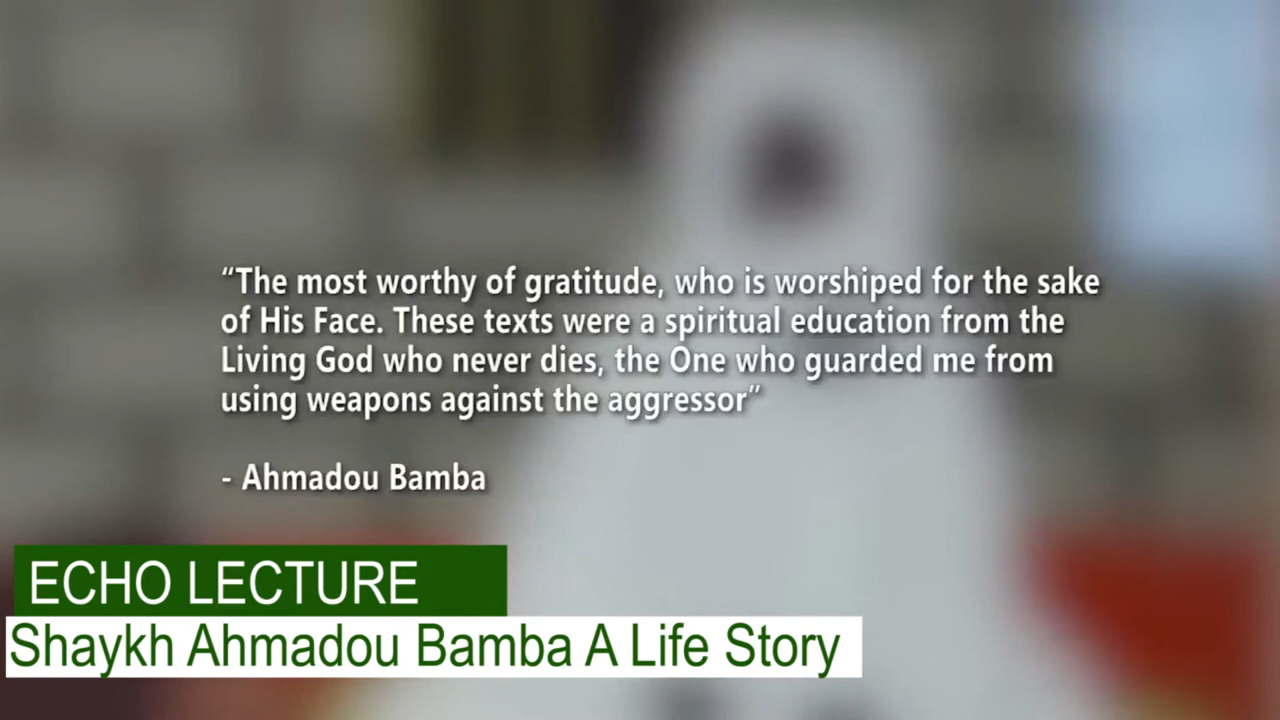 “The most worthy of gratitude, who is worshiped for the sake
of His Face. These texts were a spiritual education from the
Living God who never dies, the One who guarded me from
using weapons against the aggressor”
- Ahmadou Bamba
ECHO LECTURE
Shaykh Ahmadou Bamba A Life Story